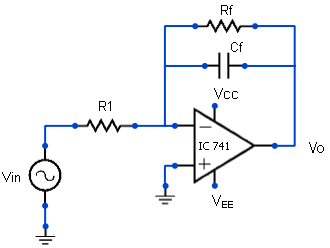 Rf
Cf
VCC
R1
IC 741
Vin
Vo
VEE